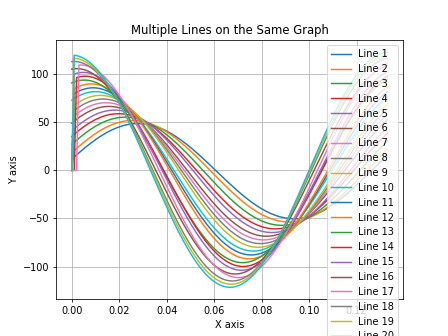 Multiple Lines on the Same Graph
Y axis
100
50
0
−50
−100
0.00
0.02
0.04
0.06
0.08
0.10
X axis
Line 1
Line 2
Line 3
Line 4
Line 5
Line 6
Line 7
Line 8
Line 9
Line 10
Line 11
Line 12
Line 13
Line 14
Line 15
Line 16
Line 17
Line 18
Line 19
Line 20